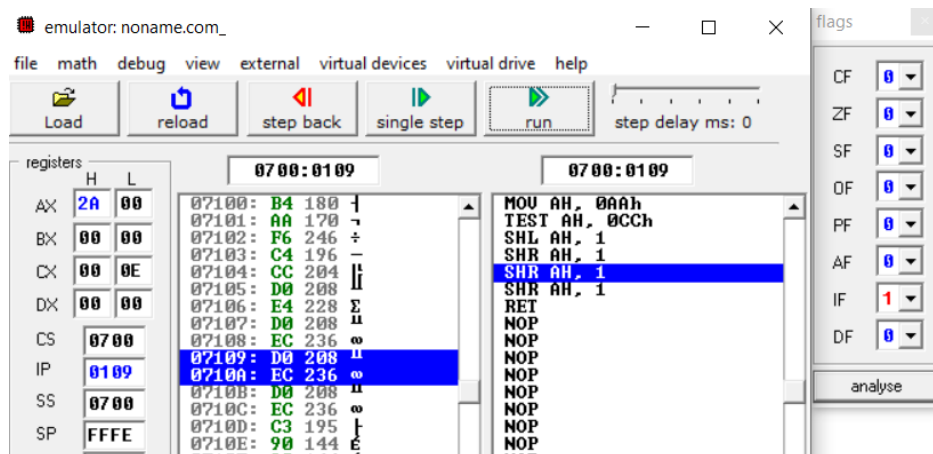 emulator: noname.com_
flags
file math debug view external virtual devices virtual drive help
Load reload step back single step run step delay ms: 0
registers
H L
0700:0109 0700:0109
AX 2A 00
BX 00 00
CX 00 0E
DX 00 00
CS 0700
IP 0109
SS 0700
SP FFFE
07100: B4 180 ┤
07101: AA 170 ¬
07102: F6 246 ÷
07103: C4 196 ─
07104: CC 204 ╠
07105: D0 208 ╨
07106: E4 228 Σ
07107: D0 208 ╨
07108: EC 236 ∞
07109: D0 208 ╨
0710A: EC 236 ∞
0710B: D0 208 ╨
0710C: EC 236 ∞
0710D: C3 195 ├
0710E: 90 144 É
MOV AH, 0AAh
TEST AH, 0CCh
SHL AH, 1
SHR AH, 1
SHR AH, 1
SHR AH, 1
RET
NOP
NOP
NOP
NOP
NOP
NOP
NOP
NOP
CF 0
ZF 0
SF 0
OF 0
PF 0
AF 0
IF 1
DF 0
analyse